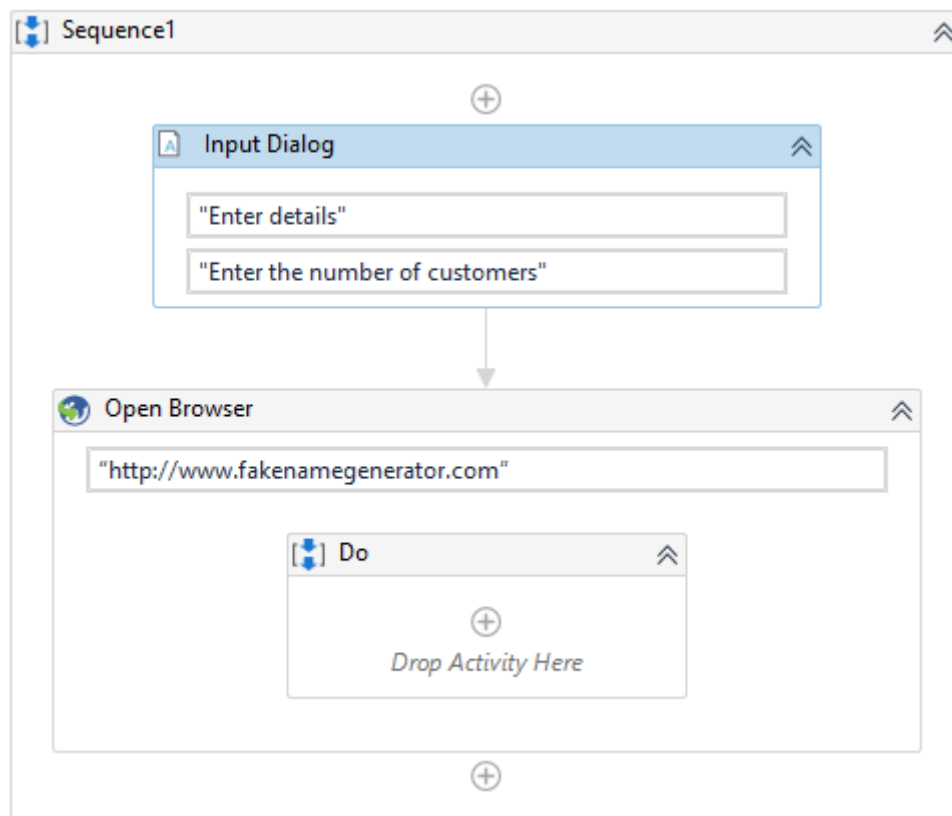 Sequence1
Input Dialog
"Enter details"
"Enter the number of customers"
Open Browser
"http://www.fakenamegenerator.com"
Do
Drop Activity Here